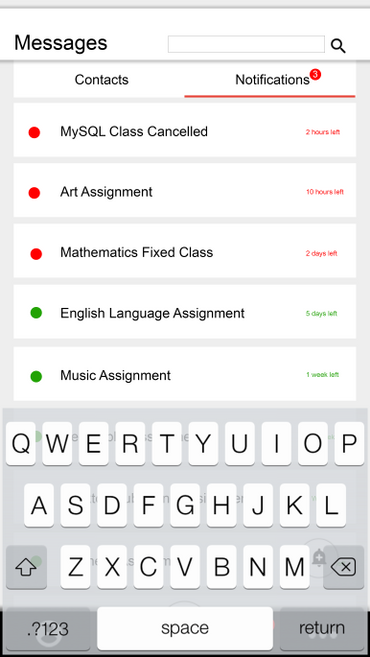 Messages
Contacts
Notifications 3
MySQL Class Cancelled 2 hours left
Art Assignment 10 hours left
Mathematics Fixed Class 2 days left
English Language Assignment 5 days left
Music Assignment 1 week left
Q W E R T Y U I O P
A S D F G H J K L
Z X C V B N M
.?123 space return